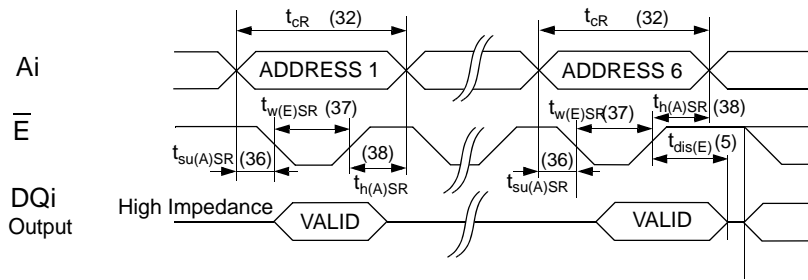 tcR (32) tcR (32)
Ai ADDRESS 1 ADDRESS 6
tw(E)SR (37) tw(E)SR (37) th(A)SR (38)
E
tsu(A)SR (36) (38) th(A)SR (36) tsu(A)SR tdis(E) (5)
DQi
Output
High Impedance VALID VALID